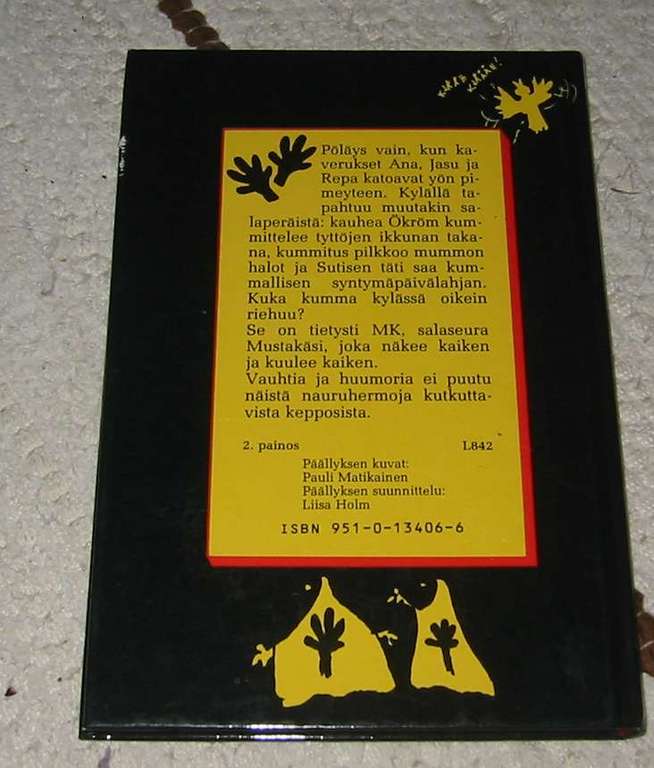 Pöläys vain, kun ka-
verukset Ana, Jasu ja
Repa katoavat yön pi-
meyteen. Kylällä ta-
pahtuu muutakin sa-
laperäistä: kauhea Ökröm kum-
mittelee tyttöjen ikkunan taka-
na, kummitus pilkkoo mummon
halot ja Sutisen täti saa kum-
mallisen syntymäpäivälahjan.
Kuka kumma kylässä oikein
riehuu?
Se on tietysti MK, salaseura
Mustakäsi, joka näkee kaiken
ja kuulee kaiken.
Vauhtia ja huumoria ei puutu
näistä nauruhermoja kutkutta-
vista kepposista.
2. painos L842
Päällyksen kuvat:
Pauli Matikainen
Päällyksen suunnittelu:
Liisa Holm
ISBN 951-0-13406-6